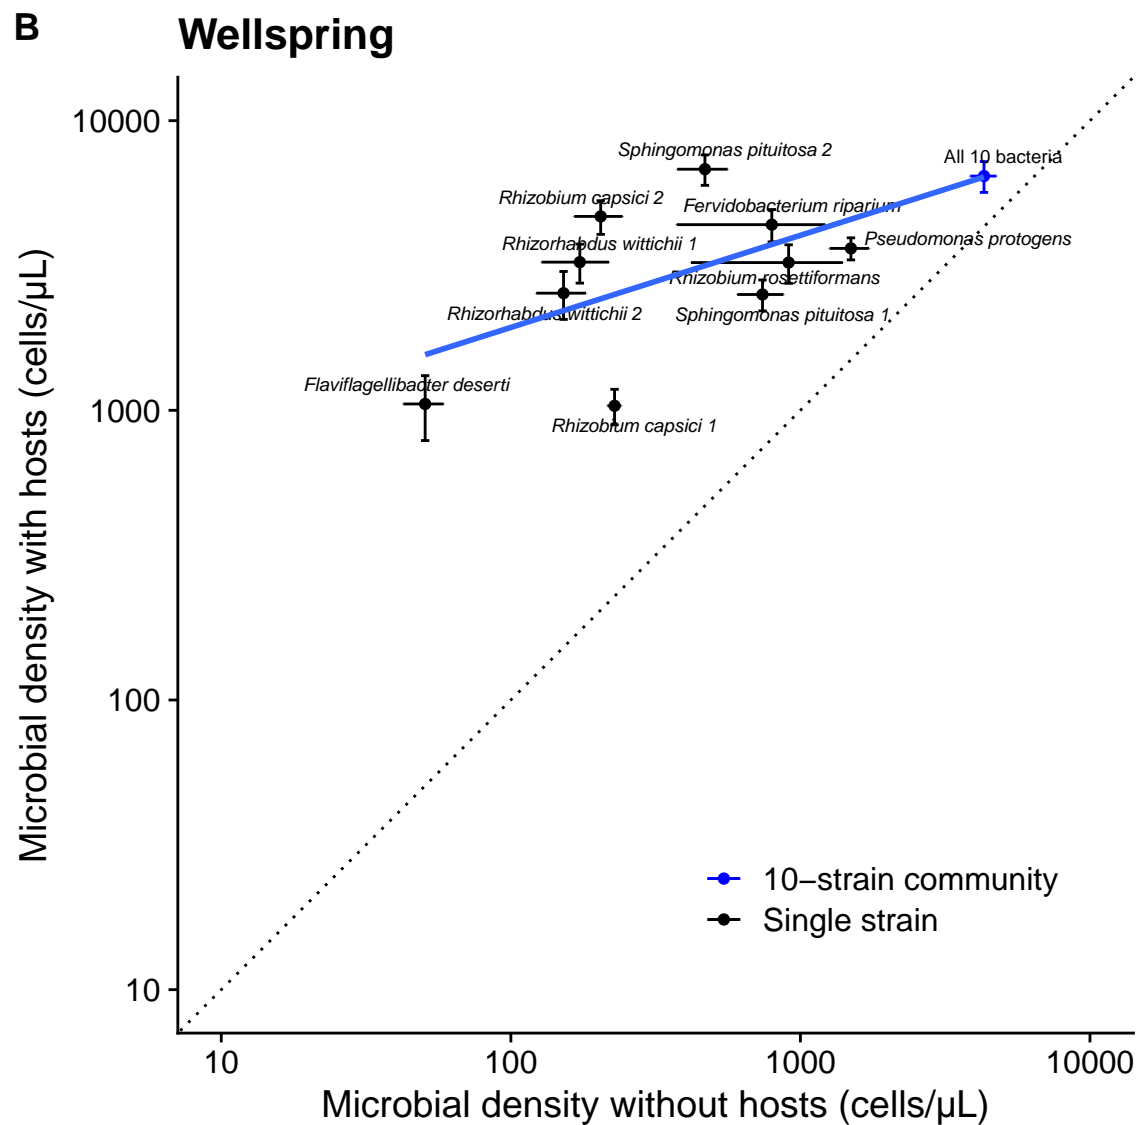 B
Wellspring
Microbial density with hosts (cells/µL)
10000
1000
100
10
Sphingomonas pituitosa 2
All 10 bacteria
Rhizobium capsici 2
Fervidobacterium riparium
Rhizorhabdus wittichii 1
Pseudomonas protogens
Rhizobium rosettiformans
Rhizorhabdus wittichii 2
Sphingomonas pituitosa 1
Flaviflagellibacter deserti
Rhizobium capsici 1
10−strain community
Single strain
10
100
1000
10000
Microbial density without hosts (cells/µL)